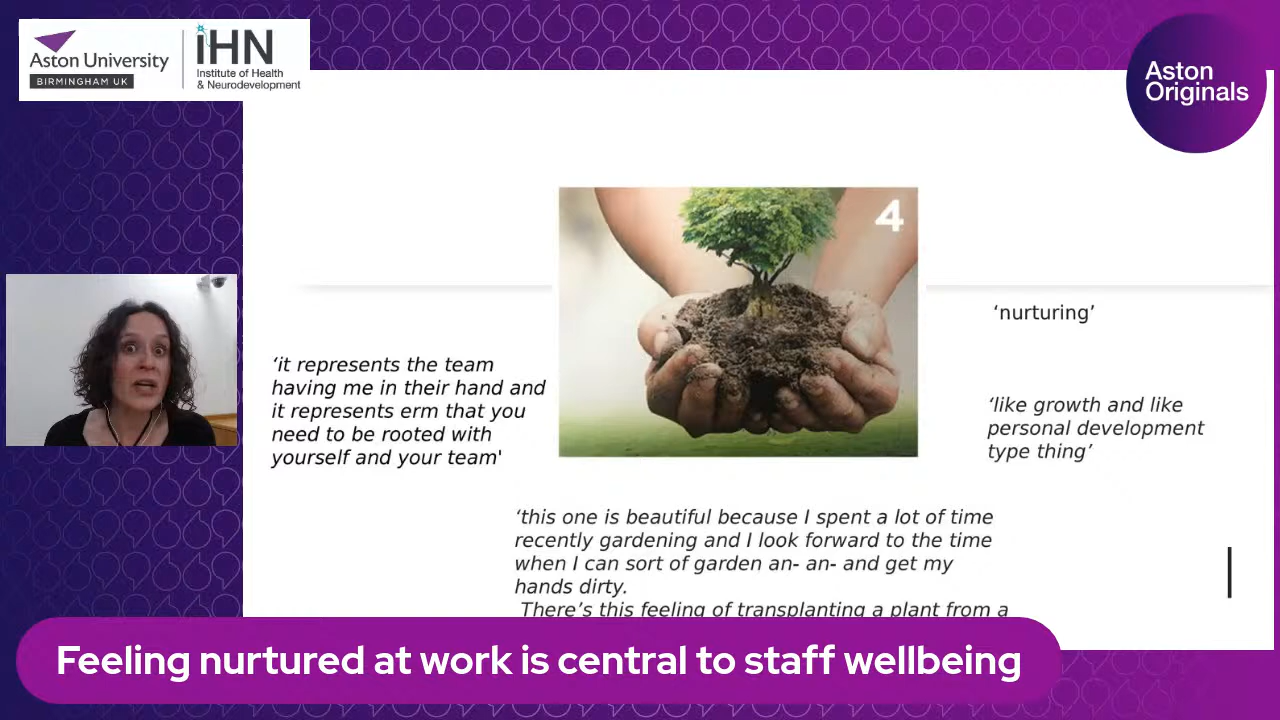 Aston University
BIRMINGHAM UK
iHN
Institute of Health
& Neurodevelopment
Aston
Originals
4
‘nurturing’
‘it represents the team
having me in their hand and
it represents erm that you
need to be rooted with
yourself and your team'
‘like growth and like
personal development
type thing’
‘this one is beautiful because I spent a lot of time
recently gardening and I look forward to the time
when I can sort of garden an- an- and get my
hands dirty.
There’s this feeling of transplanting a plant from a
Feeling nurtured at work is central to staff wellbeing